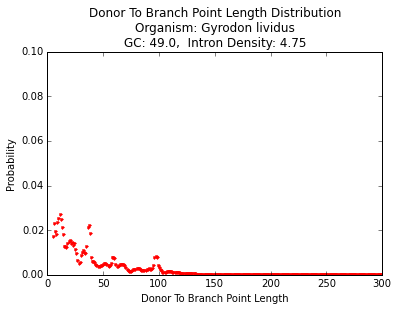 Donor To Branch Point Length Distribution
Organism: Gyrodon lividus
GC: 49.0,  Intron Density: 4.75
0.10
0.08
0.06
0.04
0.02
0.00
Probability
0 50 100 150 200 250 300
Donor To Branch Point Length